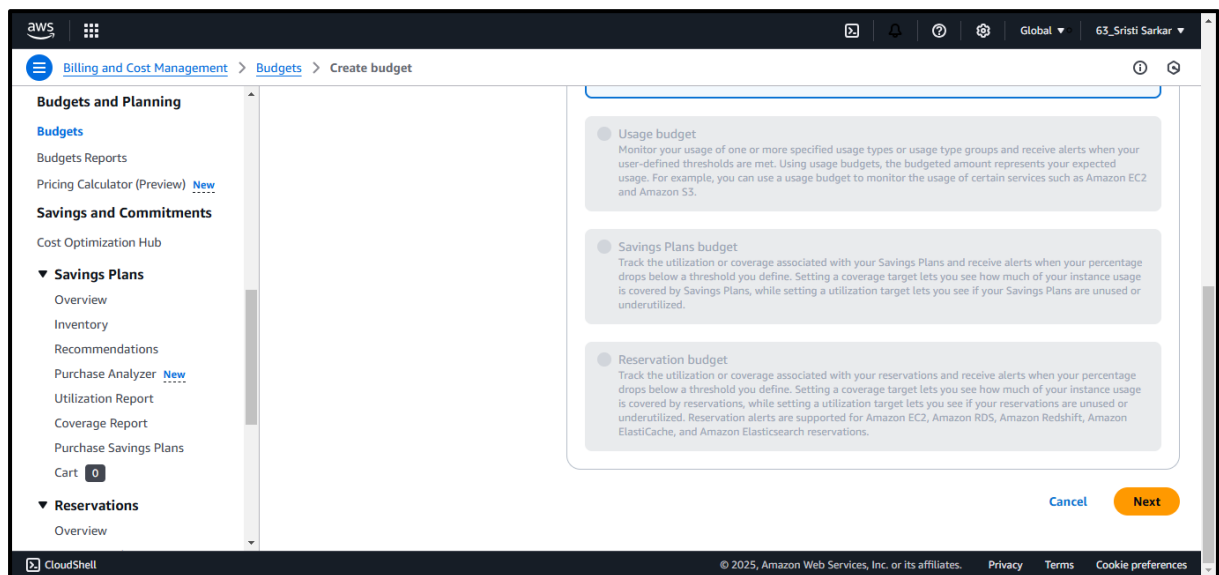 aws
Global ▼
63_Sristi Sarkar ▼
Billing and Cost Management > Budgets > Create budget
Budgets and Planning
Budgets
Budgets Reports
Pricing Calculator (Preview) New
Savings and Commitments
Cost Optimization Hub
▼ Savings Plans
Overview
Inventory
Recommendations
Purchase Analyzer New
Utilization Report
Coverage Report
Purchase Savings Plans
Cart 0
▼ Reservations
Overview
Usage budget
Monitor your usage of one or more specified usage types or usage type groups and receive alerts when your
user-defined thresholds are met. Using usage budgets, the budgeted amount represents your expected
usage. For example, you can use a usage budget to monitor the usage of certain services such as Amazon EC2
and Amazon S3.
Savings Plans budget
Track the utilization or coverage associated with your Savings Plans and receive alerts when your percentage
drops below a threshold you define. Setting a coverage target lets you see how much of your instance usage
is covered by Savings Plans, while setting a utilization target lets you see if your Savings Plans are unused or
underutilized.
Reservation budget
Track the utilization or coverage associated with your reservations and receive alerts when your percentage
drops below a threshold you define. Setting a coverage target lets you see how much of your instance usage
is covered by reservations, while setting a utilization target lets you see if your reservations are unused or
underutilized. Reservation alerts are supported for Amazon EC2, Amazon RDS, Amazon Redshift, Amazon
ElastiCache, and Amazon Elasticsearch reservations.
Cancel
Next
CloudShell
© 2025, Amazon Web Services, Inc. or its affiliates.
Privacy
Terms
Cookie preferences